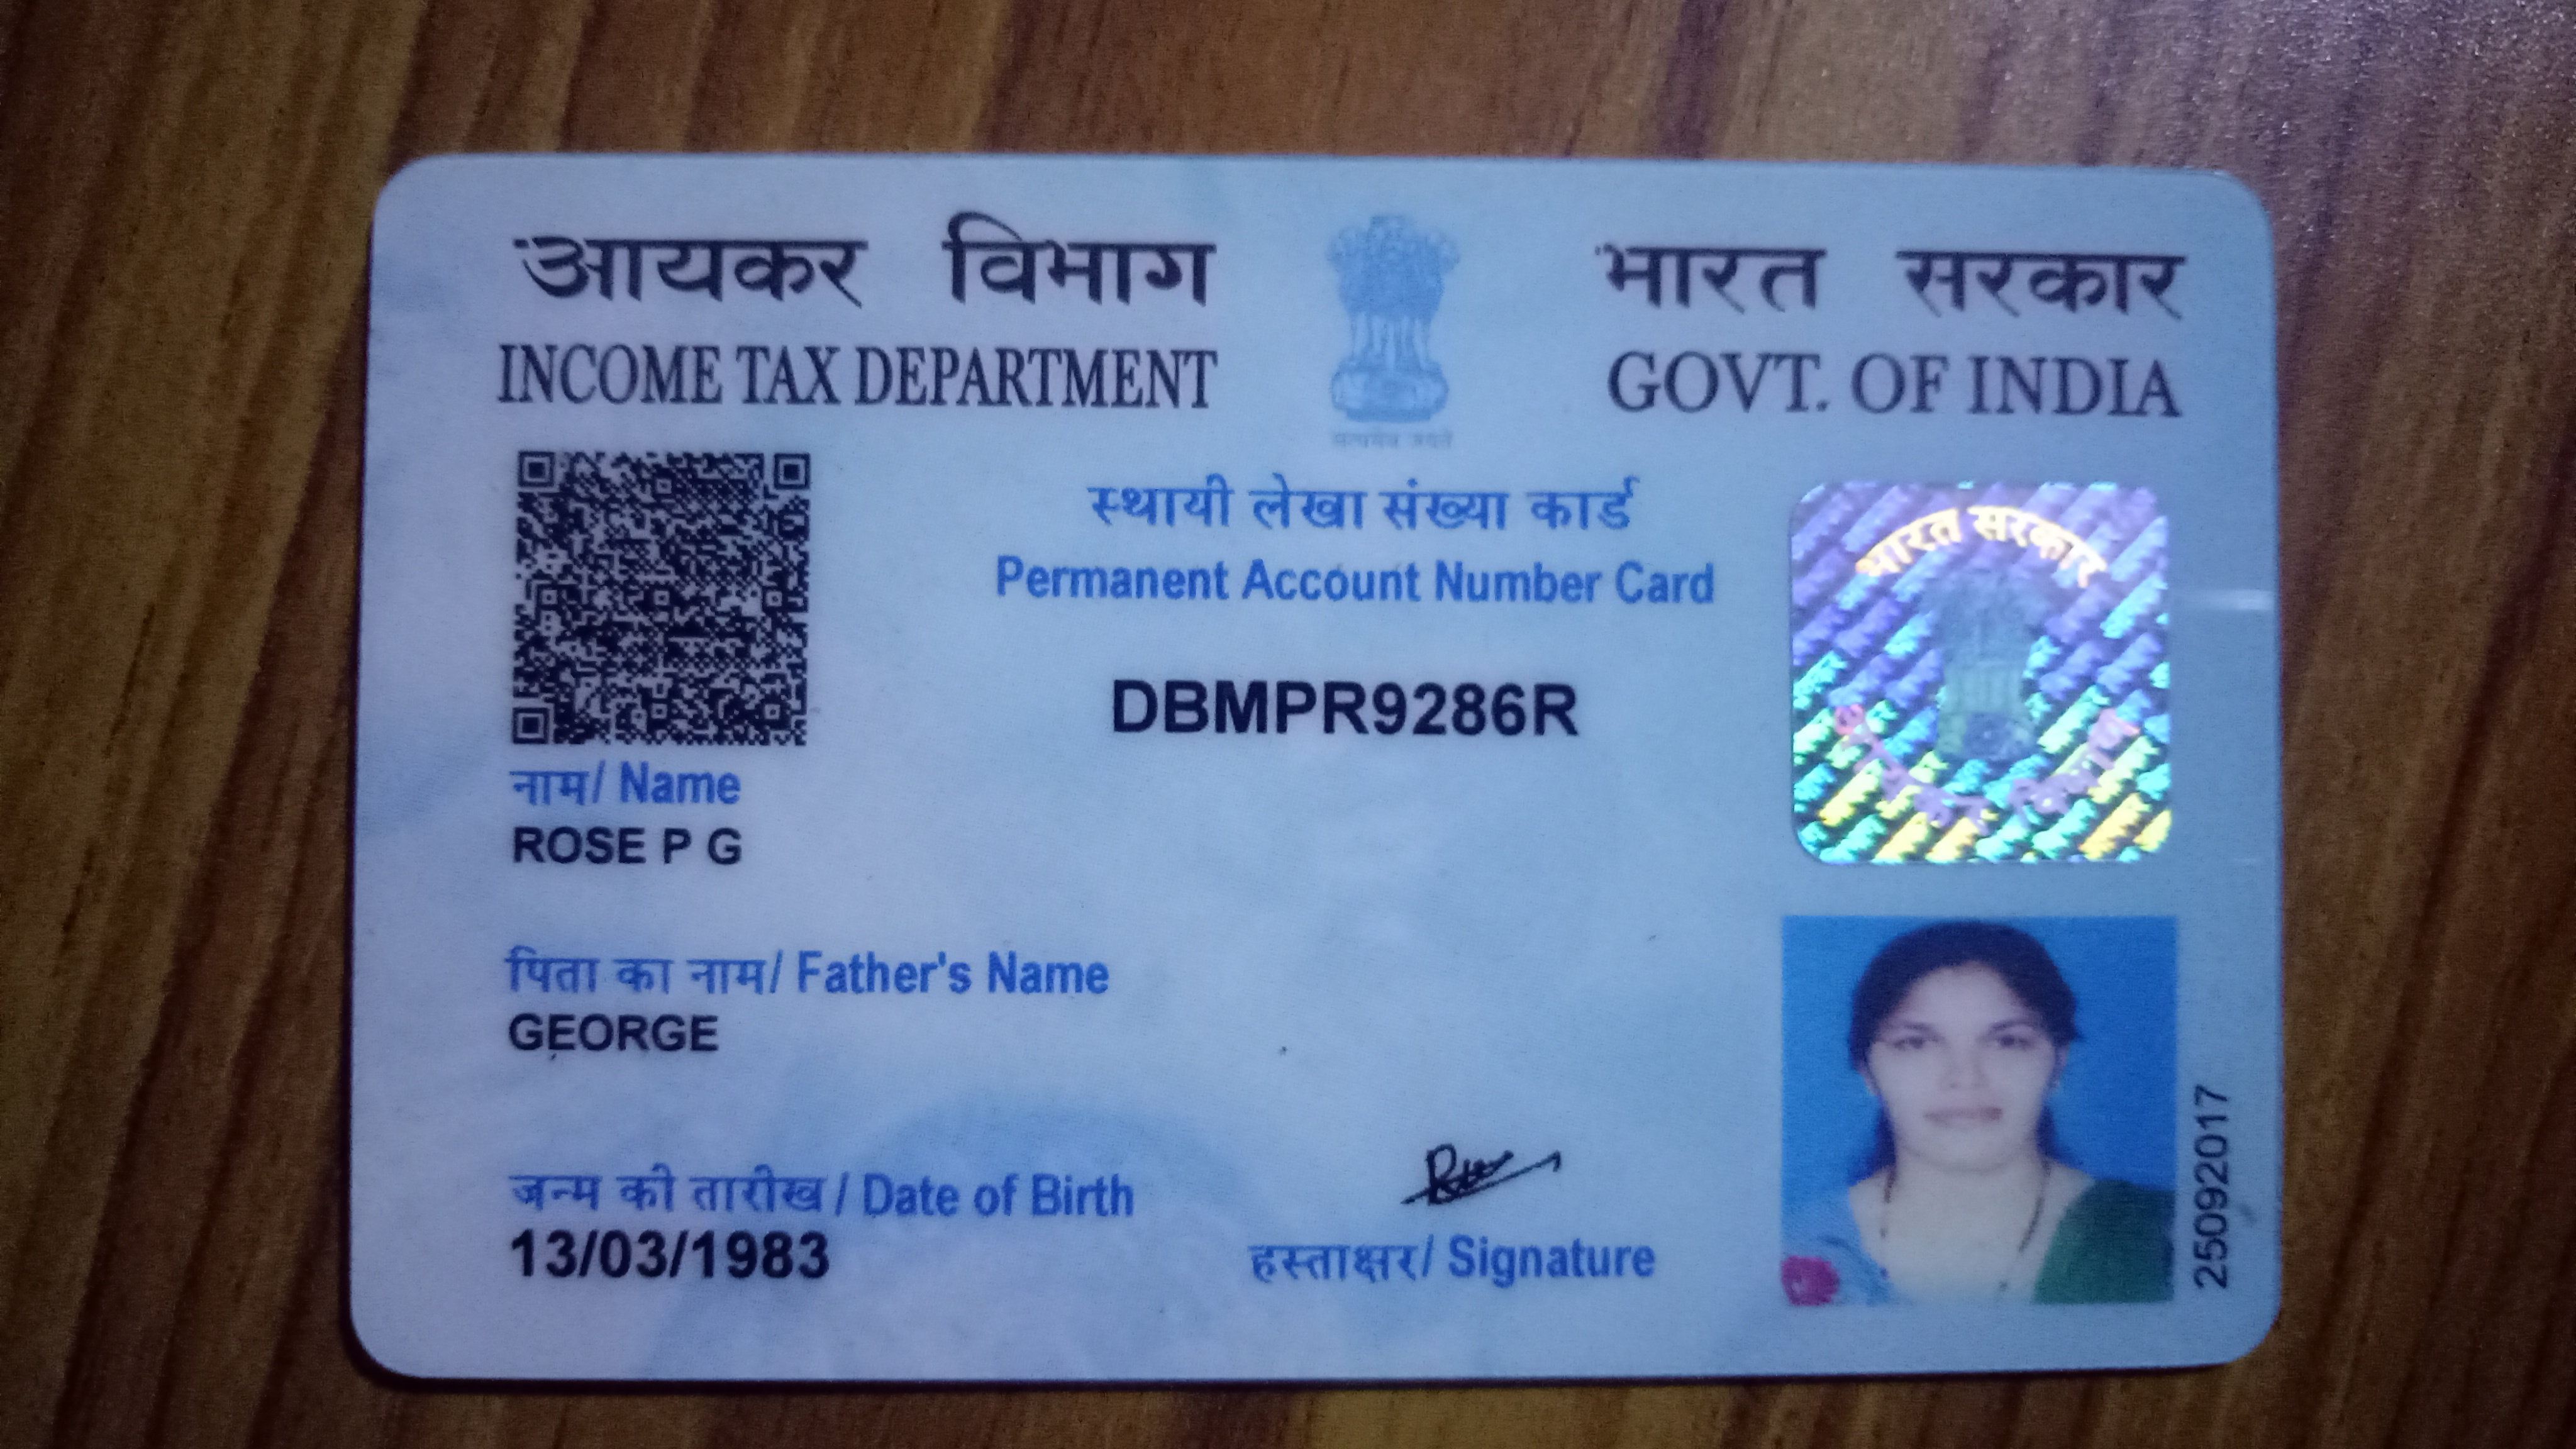 आयकर विभाग
INCOME TAX DEPARTMENT
भारत सरकार
GOVT. OF INDIA
सत्यमेव जयते
स्थायी लेखा संख्या कार्ड
Permanent Account Number Card
DBMPR9286R
भारत सरकार
नाम/ Name
ROSE P G
पिता का नाम/ Father's Name
GEORGE
जन्म की तारीख / Date of Birth
13/03/1983
हस्ताक्षर/ Signature
25092017